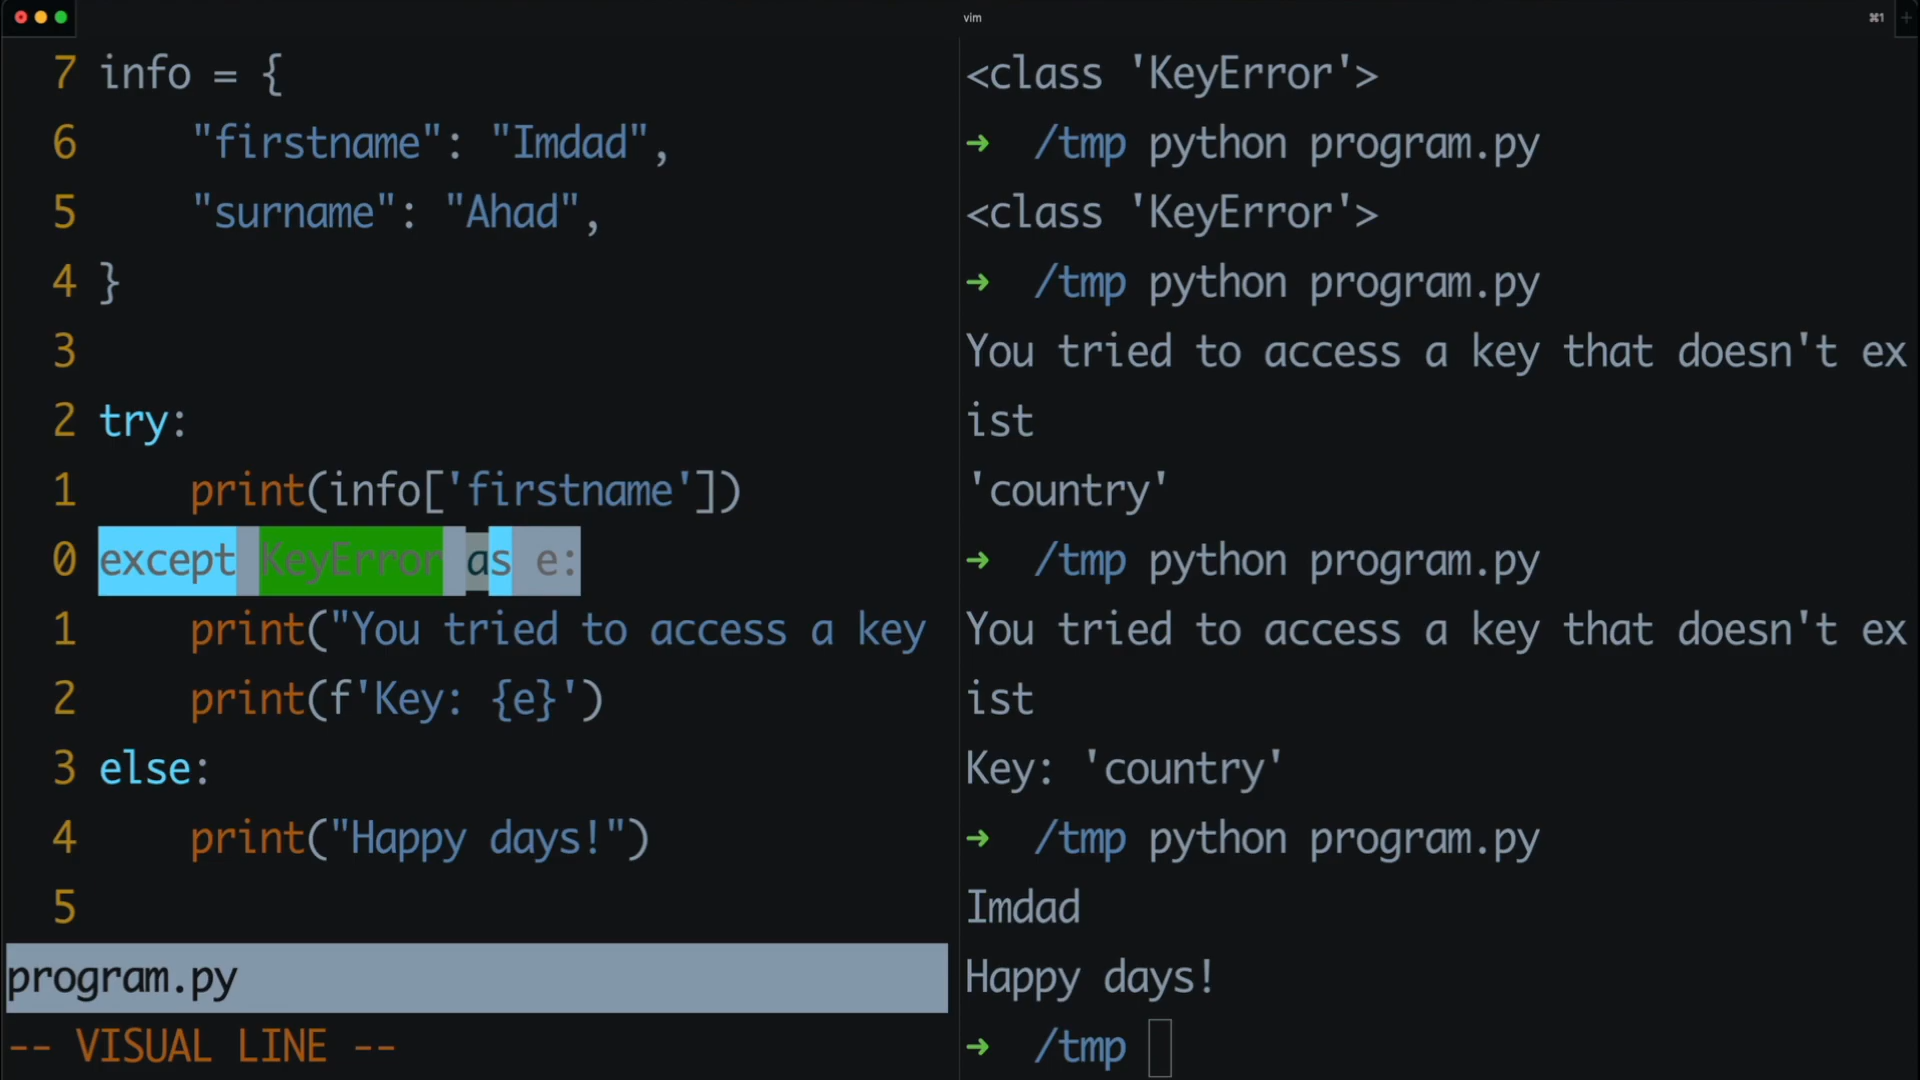 vim
⌘1
+
7 info = {
6     "firstname": "Imdad",
5     "surname": "Ahad",
4 }
3
2 try:
1     print(info['firstname'])
0 except KeyError as e:
1     print("You tried to access a key
2     print(f'Key: {e}')
3 else:
4     print("Happy days!")
5
program.py
-- VISUAL LINE --
<class 'KeyError'>
➜  /tmp python program.py
<class 'KeyError'>
➜  /tmp python program.py
You tried to access a key that doesn't ex
ist
'country'
➜  /tmp python program.py
You tried to access a key that doesn't ex
ist
Key: 'country'
➜  /tmp python program.py
Imdad
Happy days!
➜  /tmp